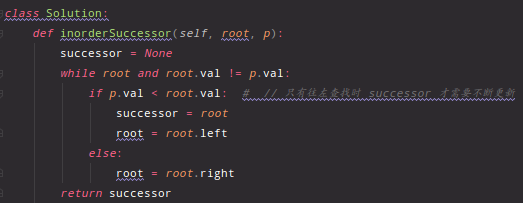 class Solution:
    def inorderSuccessor(self, root, p):
        successor = None
        while root and root.val != p.val:
            if p.val < root.val:  #  // 只有往左查找时 successor 才需要不断更新
                successor = root
                root = root.left
            else:
                root = root.right
        return successor